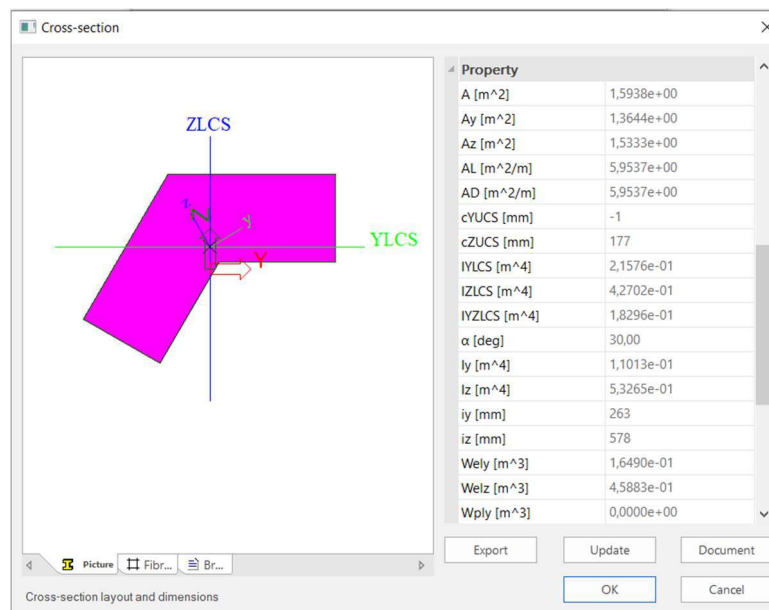 Cross-section
ZLCS
z
Z
y
YLCS
Y
Property
A [m^2] 1,5938e+00
Ay [m^2] 1,3644e+00
Az [m^2] 1,5333e+00
AL [m^2/m] 5,9537e+00
AD [m^2/m] 5,9537e+00
cYUCS [mm] -1
cZUCS [mm] 177
IYLCS [m^4] 2,1576e-01
IZLCS [m^4] 4,2702e-01
IYZLCS [m^4] 1,8296e-01
α [deg] 30,00
Iy [m^4] 1,1013e-01
Iz [m^4] 5,3265e-01
iy [mm] 263
iz [mm] 578
Wely [m^3] 1,6490e-01
Welz [m^3] 4,5883e-01
Wply [m^3] 0,0000e+00
Picture Fibr... Br...
Export Update Document
Cross-section layout and dimensions
OK Cancel